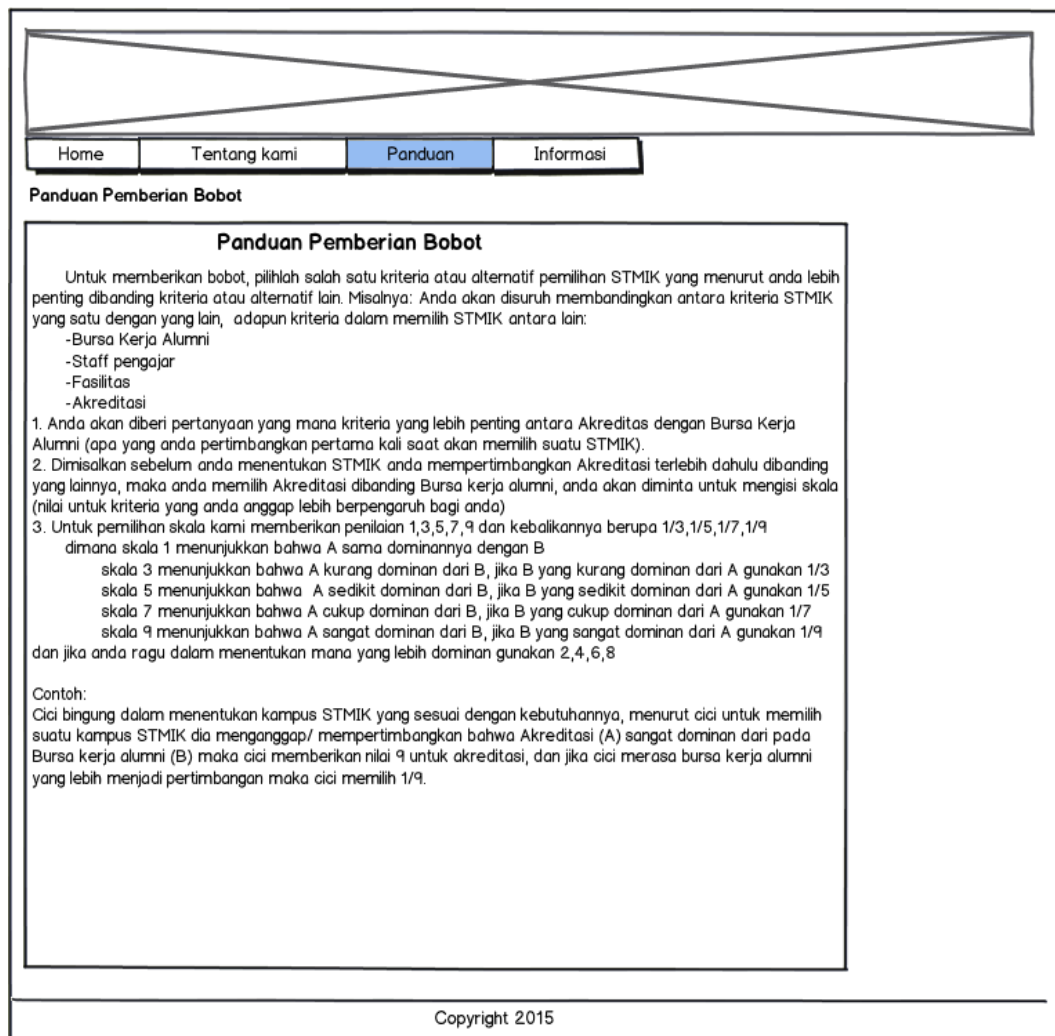 Home
Tentang kami
Panduan
Informasi
Panduan Pemberian Bobot
Panduan Pemberian Bobot
Untuk memberikan bobot, pilihlah salah satu kriteria atau alternatif pemilihan STMIK yang menurut anda lebih
penting dibanding kriteria atau alternatif lain. Misalnya: Anda akan disuruh membandingkan antara kriteria STMIK
yang satu dengan yang lain, adapun kriteria dalam memilih STMIK antara lain:
-Bursa Kerja Alumni
-Staff pengajar
-Fasilitas
-Akreditasi
1. Anda akan diberi pertanyaan yang mana kriteria yang lebih penting antara Akreditas dengan Bursa Kerja
Alumni (apa yang anda pertimbangkan pertama kali saat akan memilih suatu STMIK).
2. Dimisalkan sebelum anda menentukan STMIK anda mempertimbangkan Akreditasi terlebih dahulu dibanding
yang lainnya, maka anda memilih Akreditasi dibanding Bursa kerja alumni, anda akan diminta untuk mengisi skala
(nilai untuk kriteria yang anda anggap lebih berpengaruh bagi anda)
3. Untuk pemilihan skala kami memberikan penilaian 1,3,5,7,9 dan kebalikannya berupa 1/3,1/5,1/7,1/9
dimana skala 1 menunjukkan bahwa A sama dominannya dengan B
skala 3 menunjukkan bahwa A kurang dominan dari B, jika B yang kurang dominan dari A gunakan 1/3
skala 5 menunjukkan bahwa A sedikit dominan dari B, jika B yang sedikit dominan dari A gunakan 1/5
skala 7 menunjukkan bahwa A cukup dominan dari B, jika B yang cukup dominan dari A gunakan 1/7
skala 9 menunjukkan bahwa A sangat dominan dari B, jika B yang sangat dominan dari A gunakan 1/9
dan jika anda ragu dalam menentukan mana yang lebih dominan gunakan 2,4,6,8
Contoh:
Cici bingung dalam menentukan kampus STMIK yang sesuai dengan kebutuhannya, menurut cici untuk memilih
suatu kampus STMIK dia menganggap/ mempertimbangkan bahwa Akreditasi (A) sangat dominan dari pada
Bursa kerja alumni (B) maka cici memberikan nilai 9 untuk akreditasi, dan jika cici merasa bursa kerja alumni
yang lebih menjadi pertimbangan maka cici memilih 1/9.
Copyright 2015